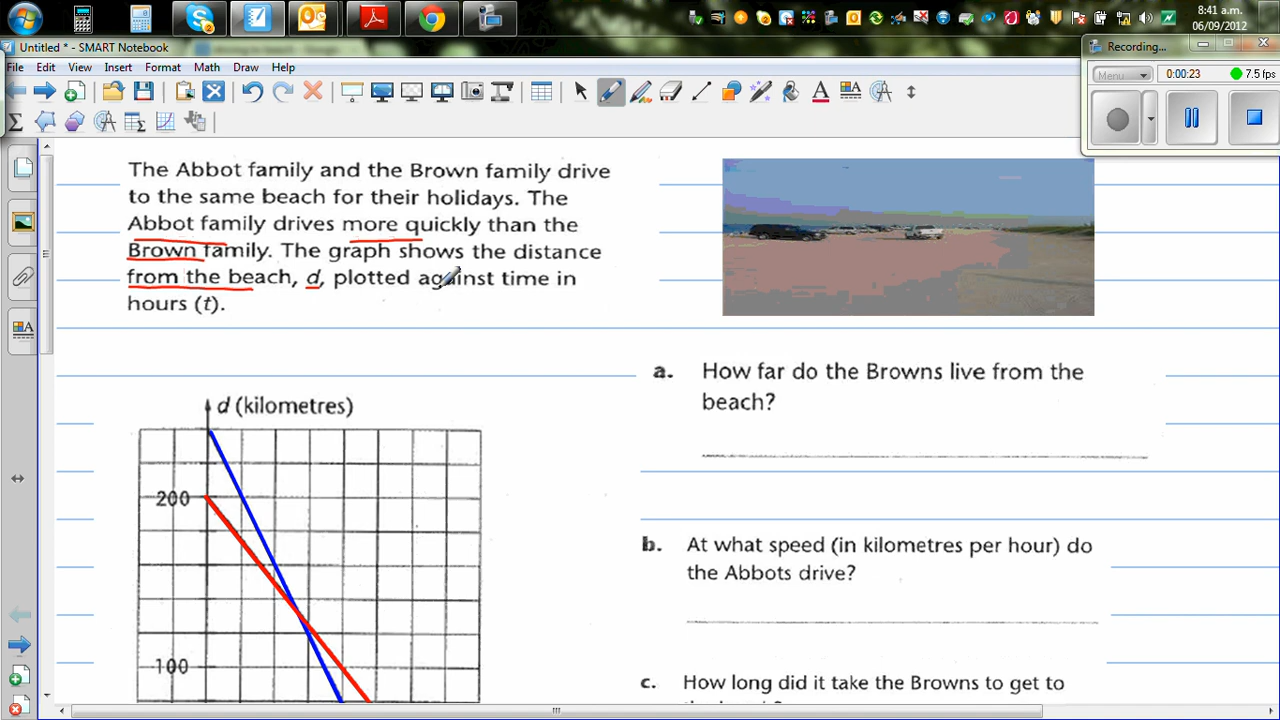 8:41 a.m.
06/09/2012
Untitled * - SMART Notebook
Recording...
File Edit View Insert Format Math Draw Help
Menu
0:00:23
7.5 fps
The Abbot family and the Brown family drive
to the same beach for their holidays. The
Abbot family drives more quickly than the
Brown family. The graph shows the distance
from the beach, d, plotted against time in
hours (t).
a. How far do the Browns live from the
beach?
d (kilometres)
200
b. At what speed (in kilometres per hour) do
the Abbots drive?
100
c. How long did it take the Browns to get to